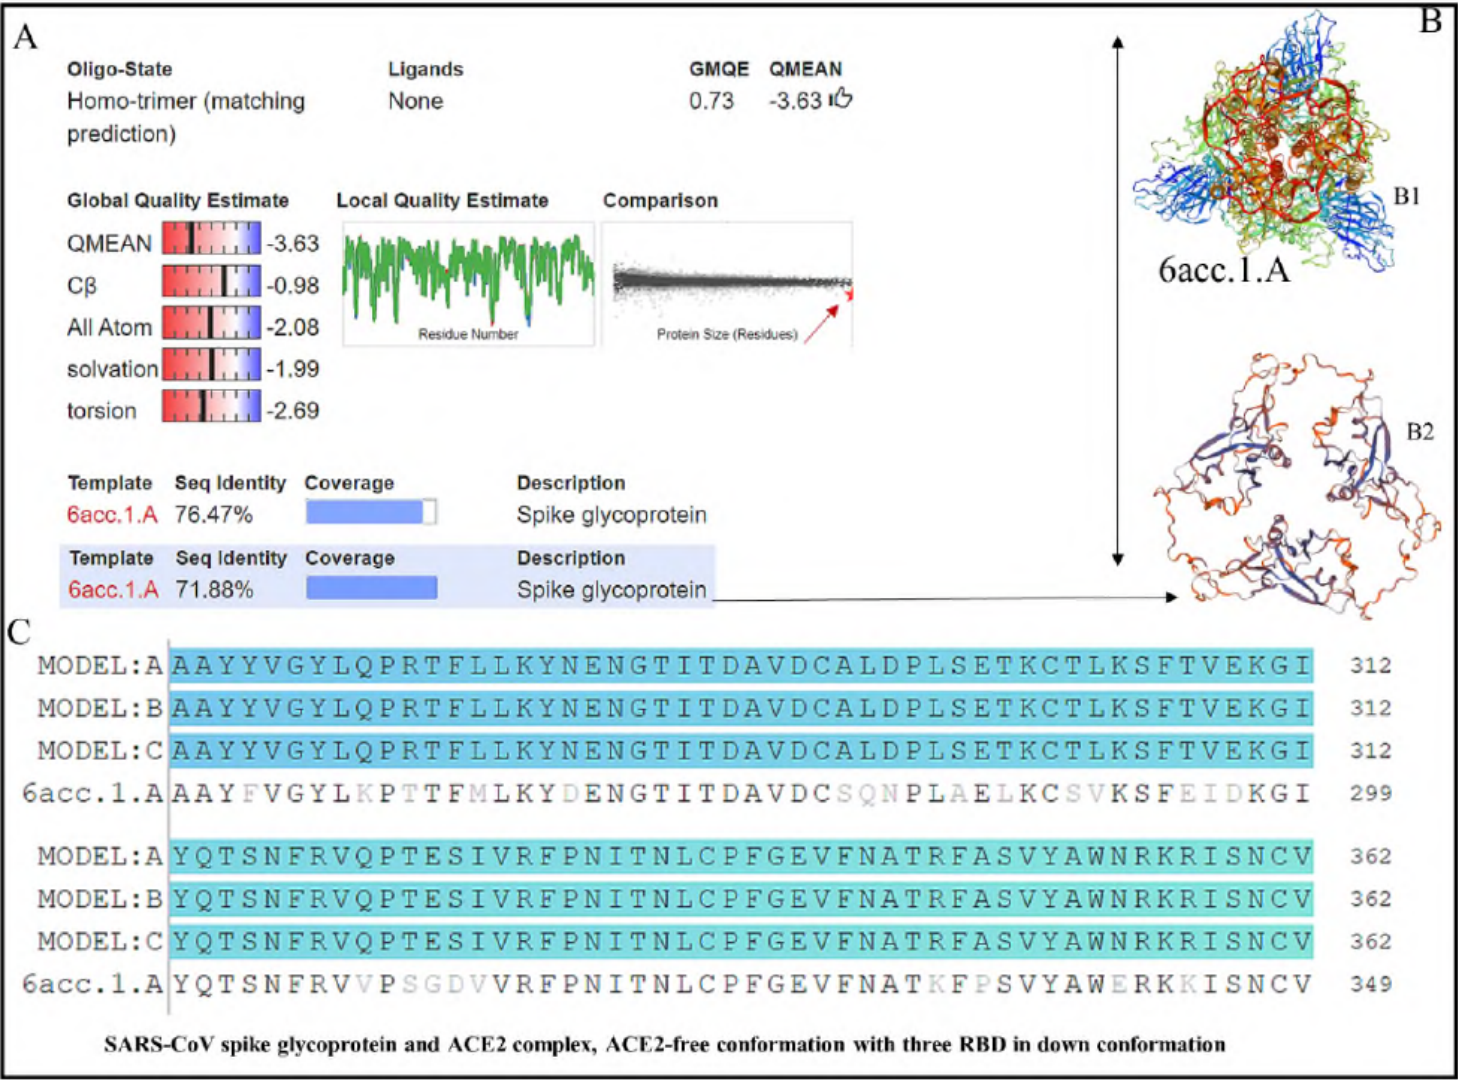 A
B
Oligo-State Ligands GMQE QMEAN
Homo-trimer (matching None 0.73 -3.63
prediction)
B1
6acc.1.A
Global Quality Estimate Local Quality Estimate Comparison
QMEAN -3.63
Cβ -0.98
All Atom -2.08
solvation -1.99
torsion -2.69
Residue Number Protein Size (Residues)
B2
Template Seq Identity Coverage Description
6acc.1.A 76.47% Spike glycoprotein
Template Seq Identity Coverage Description
6acc.1.A 71.88% Spike glycoprotein
C
MODEL:A AAYYVGYLQPRTFLLKYNENGTITDAVDCALDPLSETKCTLKSFTVEKGI 312
MODEL:B AAYYVGYLQPRTFLLKYNENGTITDAVDCALDPLSETKCTLKSFTVEKGI 312
MODEL:C AAYYVGYLQPRTFLLKYNENGTITDAVDCALDPLSETKCTLKSFTVEKGI 312
6acc.1.A AAYFVGYLKPTTFMLKYDENGTITDAVDCSQNPLAELKCSVKSFEIDKGI 299
MODEL:A YQTSNFRVQPTESIVRFPNITNLCPFGEVFNATRFASVYAWNRKRISNCV 362
MODEL:B YQTSNFRVQPTESIVRFPNITNLCPFGEVFNATRFASVYAWNRKRISNCV 362
MODEL:C YQTSNFRVQPTESIVRFPNITNLCPFGEVFNATRFASVYAWNRKRISNCV 362
6acc.1.A YQTSNFRVVPSGDVVRFPNITNLCPFGEVFNATKFPSVYAWERKKISNCV 349
SARS-CoV spike glycoprotein and ACE2 complex, ACE2-free conformation with three RBD in down conformation